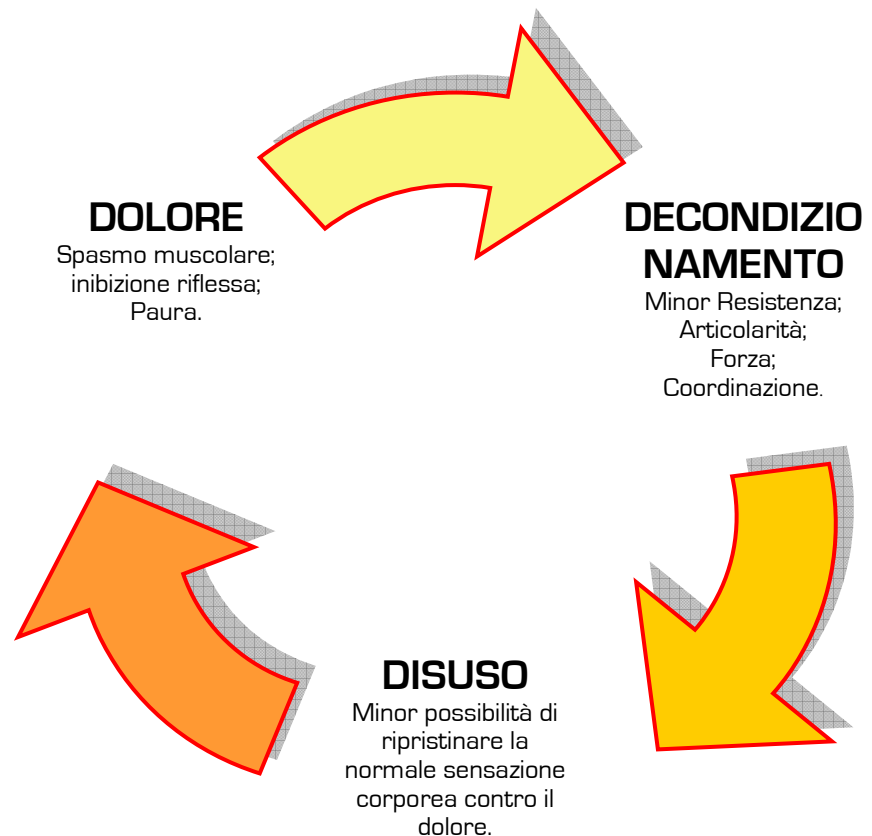 DOLORE
Spasmo muscolare;
inibizione riflessa;
Paura.
DECONDIZIO
NAMENTO
Minor Resistenza;
Articolarità;
Forza;
Coordinazione.
DISUSO
Minor possibilità di
ripristinare la
normale sensazione
corporea contro il
dolore.